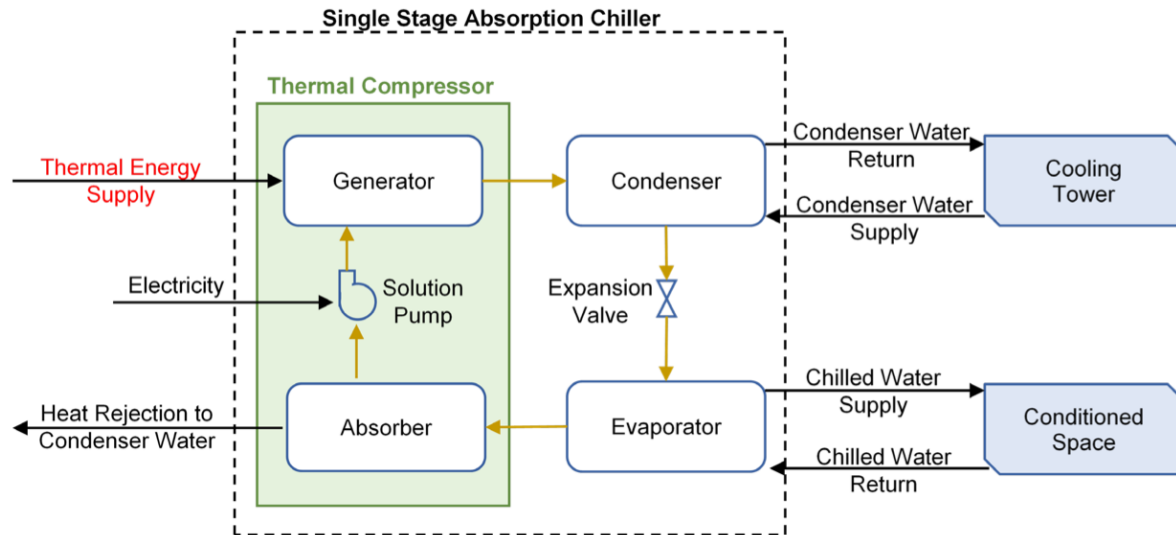 Single Stage Absorption Chiller
Thermal Compressor
Thermal Energy
Supply
Generator
Condenser
Condenser Water
Return
Condenser Water
Supply
Cooling
Tower
Electricity
Solution
Pump
Expansion
Valve
Heat Rejection to
Condenser Water
Absorber
Evaporator
Chilled Water
Supply
Chilled Water
Return
Conditioned
Space